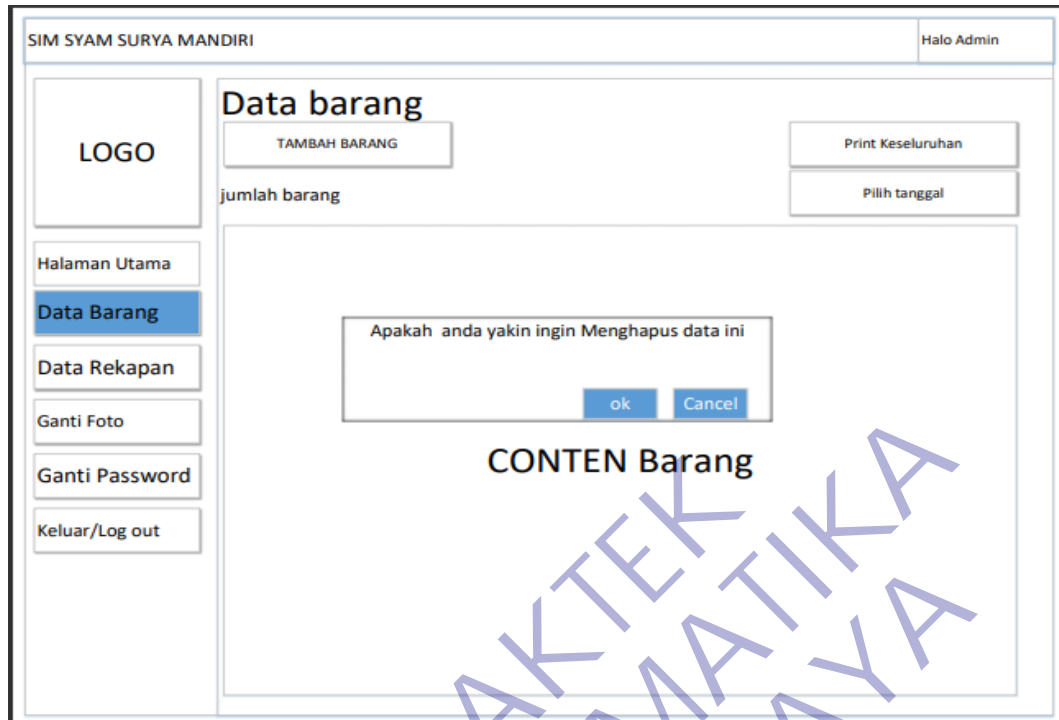 SIM SYAM SURYA MANDIRI
Halo Admin
LOGO
Halaman Utama
Data Barang
Data Rekapan
Ganti Foto
Ganti Password
Keluar/Log out
Data barang
TAMBAH BARANG
Print Keseluruhan
jumlah barang
Pilih tanggal
Apakah anda yakin ingin Menghapus data ini
ok
Cancel
CONTEN Barang
AKTEK
MATIKA
AYA